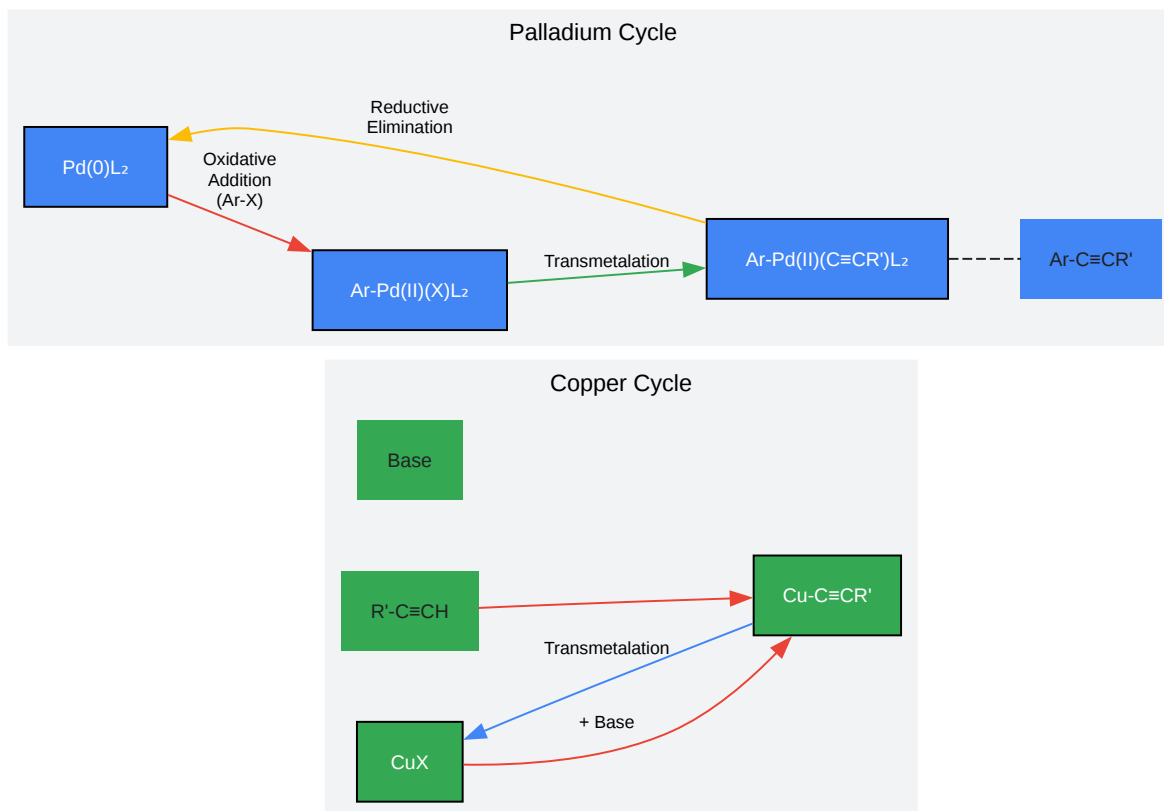 Palladium Cycle
Reductive
Elimination
Pd(0)L₂
Oxidative
Addition
(Ar-X)
Ar-Pd(II)(X)L₂
Transmetalation
Ar-Pd(II)(C≡CR')L₂
Ar-C≡CR'
Copper Cycle
Base
R'-C≡CH
Cu-C≡CR'
Transmetalation
+ Base
CuX